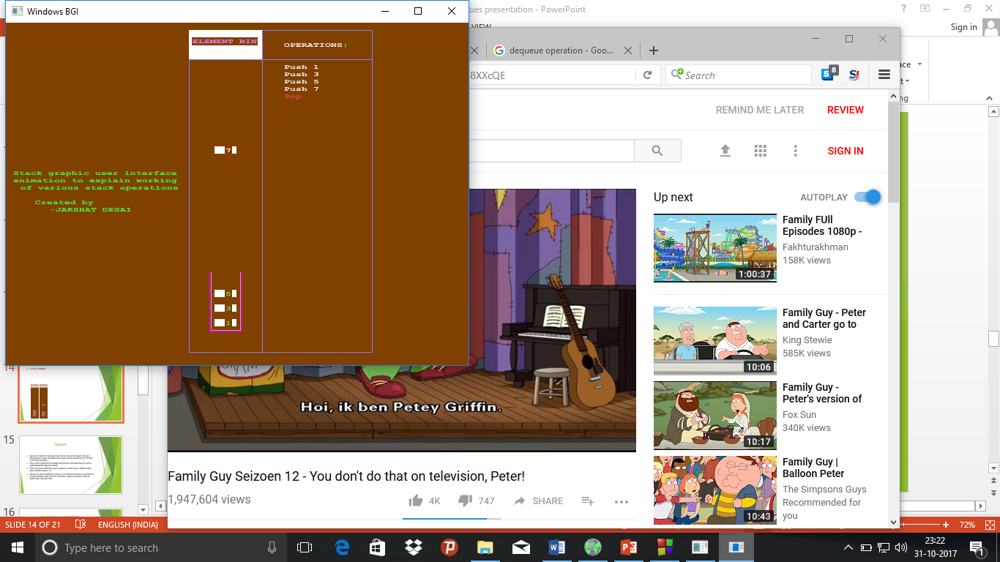 Windows BGI
ues presentation - PowerPoint
VIEW
Sign in
ELEMENT BIN
OPERATIONS:
Push 1
Push 3
Push 5
Push 7
Pop
7
Stack graphic user interface
animation to explain working
of various stack operations
Created by
-JAKSHAT DESAI
5
3
1
dequeue operation - Goo...
8XXcQE
Search
8
REMIND ME LATER
REVIEW
SIGN IN
Up next
AUTOPLAY
Family FUll
Episodes 1080p -
Fakhturakhman
158K views
1:00:37
Family Guy - Peter
and Carter go to
King Stewie
585K views
10:06
Family Guy -
Peter's version of
Fox Sun
340K views
10:17
Family Guy |
Balloon Peter
The Simpsons Guys
Recommended for
you
10:43
Hoi, ik ben Petey Griffin.
Family Guy Seizoen 12 - You don't do that on television, Peter!
1,947,604 views
4K
747
SHARE
14
15
Queues
16
SLIDE 14 OF 21
ENGLISH (INDIA)
72%
Type here to search
23:22
31-10-2017
1